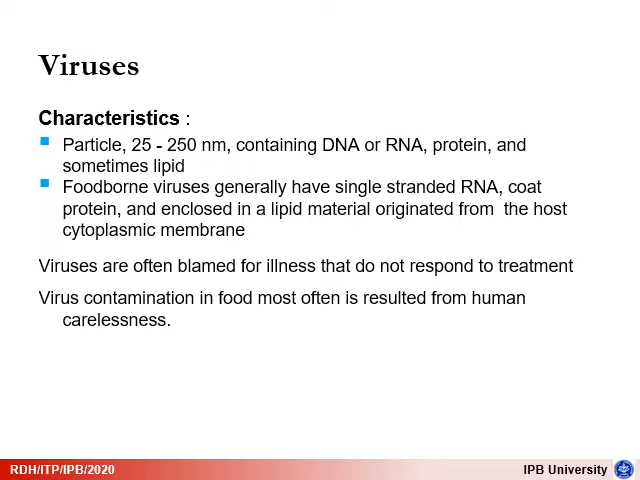 Viruses
Characteristics :
Particle, 25 - 250 nm, containing DNA or RNA, protein, and
sometimes lipid
Foodborne viruses generally have single stranded RNA, coat
protein, and enclosed in a lipid material originated from  the host
cytoplasmic membrane
Viruses are often blamed for illness that do not respond to treatment
Virus contamination in food most often is resulted from human
carelessness.
RDH/ITP/IPB/2020
IPB University